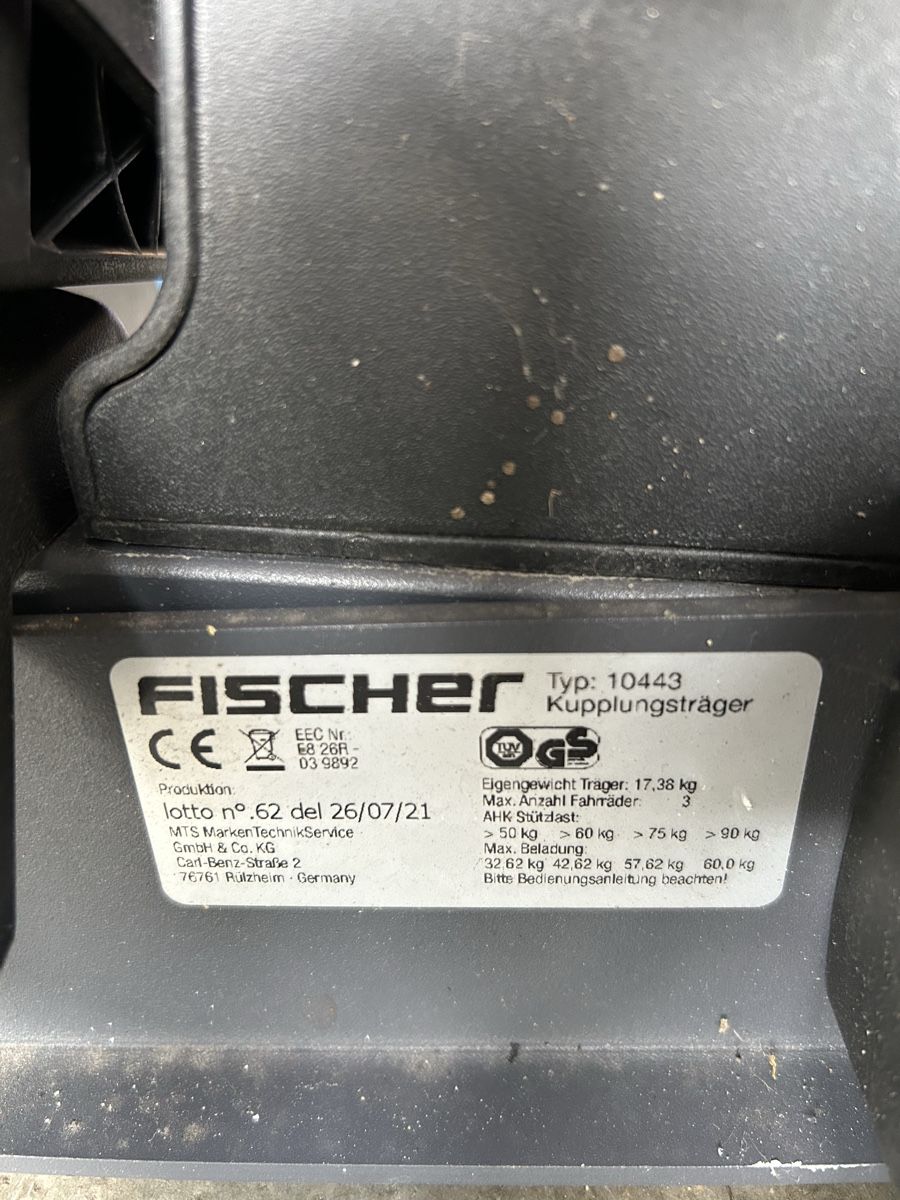 FISCHer
Typ: 10443
Kupplungsträger
CE
EEC Nr.:
E8 26R -
03 9892
TÜV
GS
Produktion:
lotto n°.62 del 26/07/21
MTS MarkenTechnikService
GmbH & Co. KG
Carl-Benz-Straße 2
76761 Rülzheim · Germany
Eigengewicht Träger: 17,38 kg
Max. Anzahl Fahrräder: 3
AHK Stützlast:
> 50 kg > 60 kg > 75 kg > 90 kg
Max. Beladung:
32,62 kg 42,62 kg 57,62 kg 60,0 kg
Bitte Bedienungsanleitung beachten!